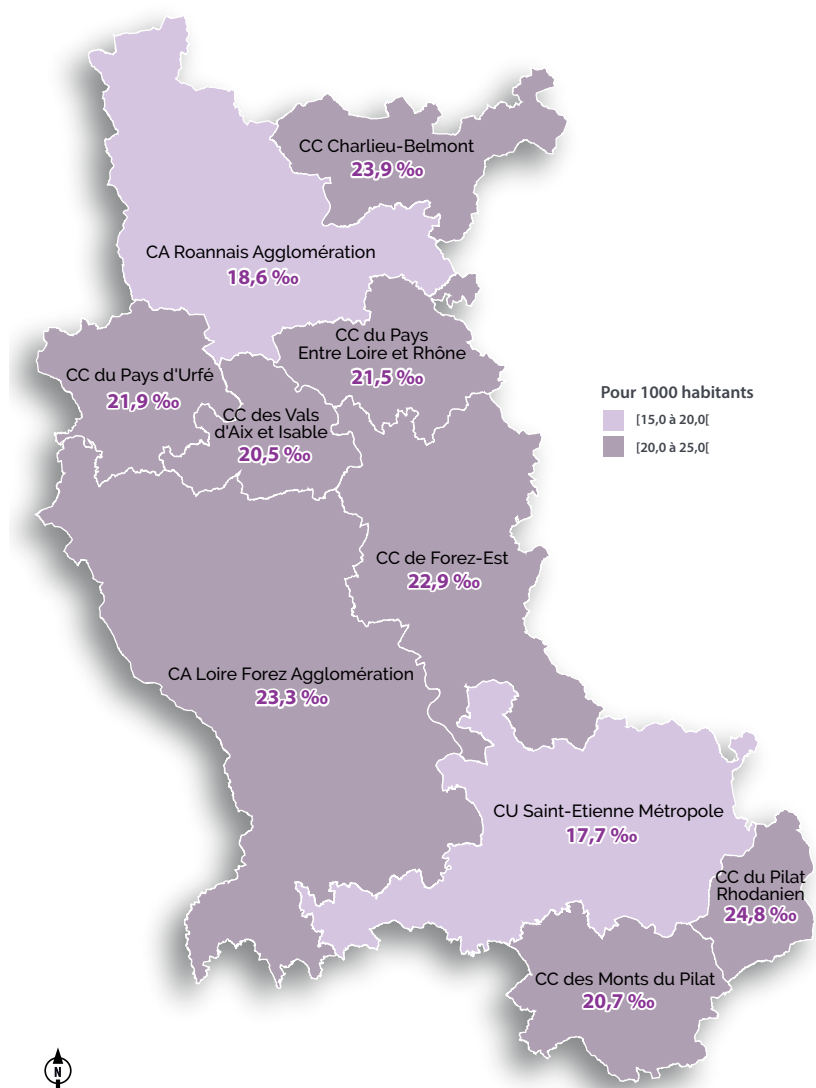 CC Charlieu-Belmont
23,9 ‰
CA Roannais Agglomération
18,6 ‰
CC du Pays
Entre Loire et Rhône
21,5 ‰
CC du Pays d'Urfé
21,9 ‰
CC des Vals
d'Aix et Isable
20,5 ‰
Pour 1000 habitants
[15,0 à 20,0[
[20,0 à 25,0[
CC de Forez-Est
22,9 ‰
CA Loire Forez Agglomération
23,3 ‰
CU Saint-Etienne Métropole
17,7 ‰
CC du Pilat
Rhodanien
24,8 ‰
CC des Monts du Pilat
20,7 ‰
N